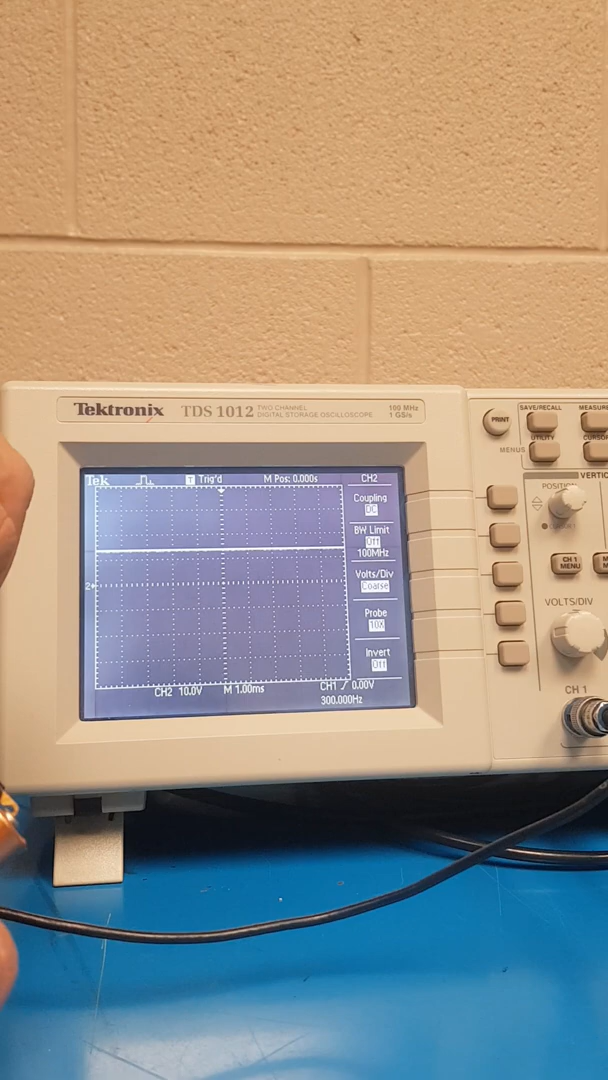 Tektronix TDS 1012 TWO CHANNEL DIGITAL STORAGE OSCILLOSCOPE 100 MHz 1 GS/s
PRINT
SAVE/RECALL
MEASURE
UTILITY
CURSOR
MENUS
Tek T Trig'd M Pos: 0.000s CH2
Coupling
DC
BW Limit
Off
100MHz
Volts/Div
Coarse
Probe
10X
Invert
Off
2
CH2 10.0V M 1.00ms CH1 / 0.00V
300.000Hz
POSITION
CH 1
MENU
VOLTS/DIV
CH 1